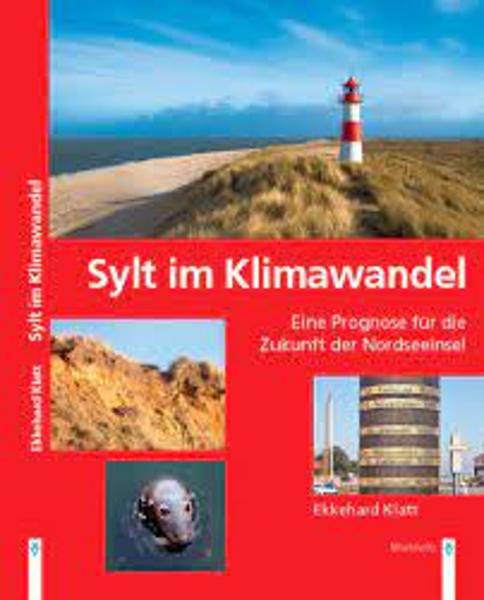 Sylt im Klimawandel
Eine Prognose für die
Zukunft der Nordseeinsel
Ekkehard Klatt
Ekkehard Klatt Sylt im Klimawandel